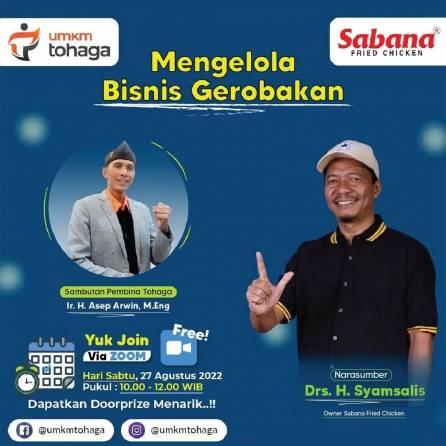 umkm
tohaga
Sabana
FRIED CHICKEN
Mengelola
Bisnis Gerobakan
Sambutan Pembina Tohaga
Ir. H. Asep Arwin, M.Eng
Yuk Join
Via ZOOM
Free!
Hari Sabtu, 27 Agustus 2022
Pukul : 10.00 - 12.00 WIB
Dapatkan Doorprize Menarik..!!
Narasumber
Drs. H. Syamsalis
Owner Sabana Fried Chicken
@umkmtohaga
@umkmtohaga